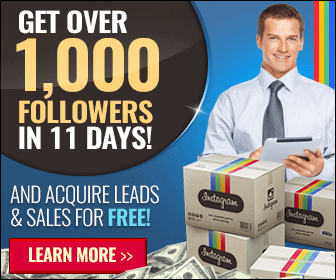 GET OVER
1,000
FOLLOWERS
IN 11 DAYS!
AND ACQUIRE LEADS
& SALES FOR FREE!
LEARN MORE >>
Instagram
Instagram
Instagram